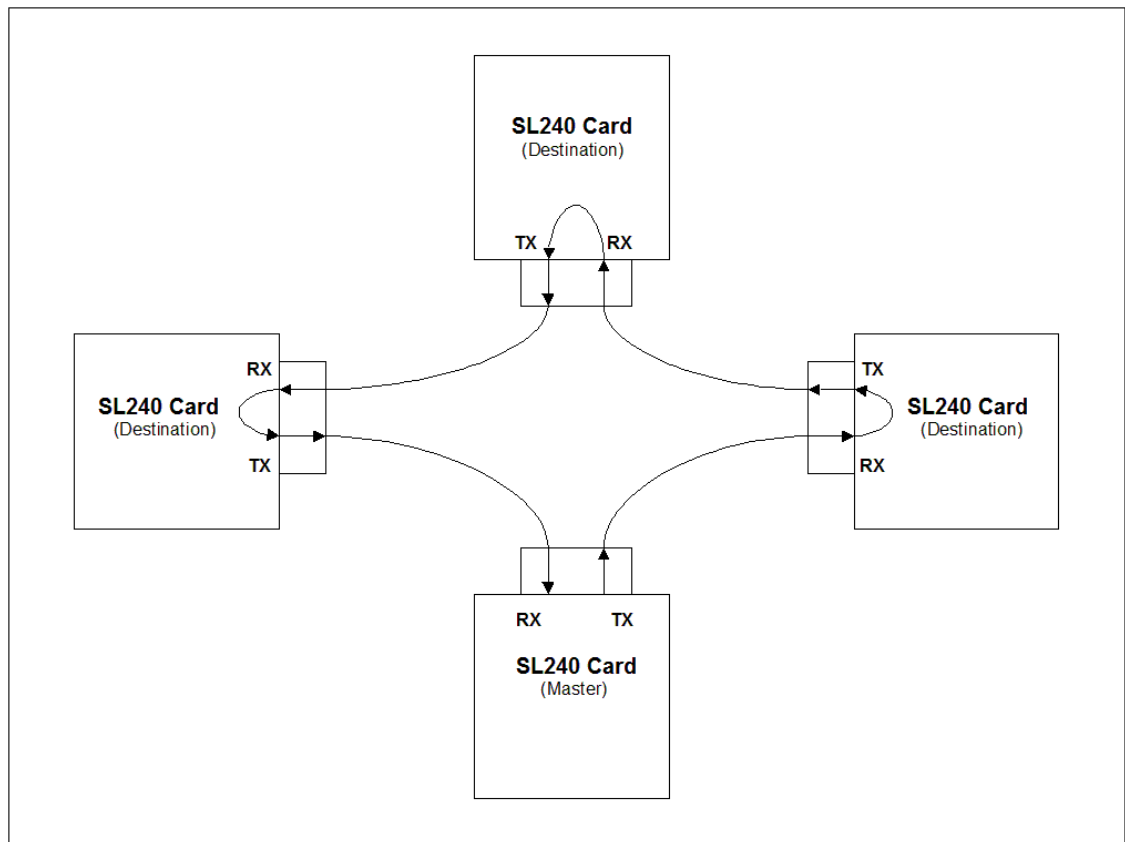 SL240 Card
(Destination)
TX
RX
RX
SL240 Card
(Destination)
TX
TX
SL240 Card
(Destination)
RX
RX
TX
SL240 Card
(Master)